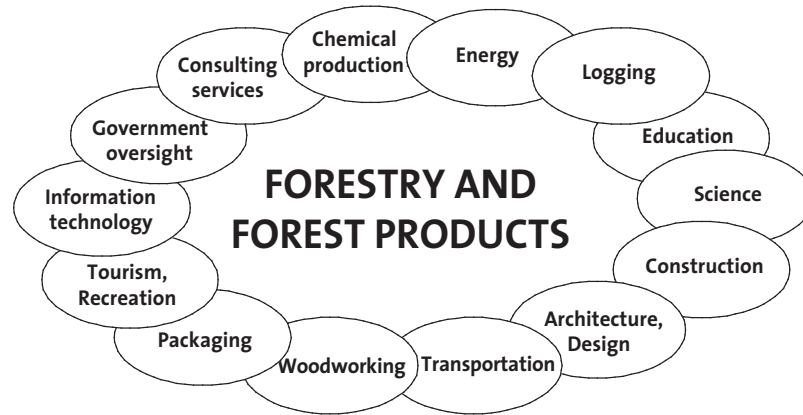 Chemical
production
Energy
Logging
Education
Science
Construction
Architecture,
Design
Transportation
Woodworking
Packaging
Tourism,
Recreation
Information
technology
Government
oversight
Consulting
services
FORESTRY AND
FOREST PRODUCTS